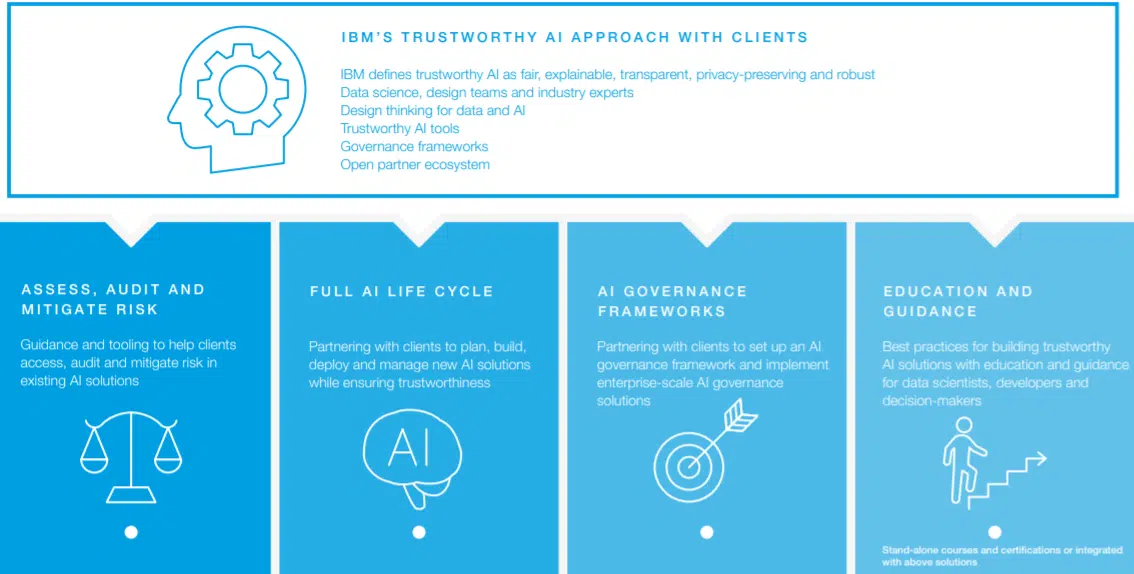 IBM'S TRUSTWORTHY AI APPROACH WITH CLIENTS
IBM defines trustworthy AI as fair, explainable, transparent, privacy-preserving and robust
Data science, design teams and industry experts
Design thinking for data and AI
Trustworthy AI tools
Governance frameworks
Open partner ecosystem
ASSESS, AUDIT AND
MITIGATE RISK
Guidance and tooling to help clients
access, audit and mitigate risk in
existing AI solutions
FULL AI LIFE CYCLE
Partnering with clients to plan, build,
deploy and manage new AI solutions
while ensuring trustworthiness
AI
AI GOVERNANCE
FRAMEWORKS
Partnering with clients to set up an AI
governance framework and implement
enterprise-scale AI governance
solutions
EDUCATION AND
GUIDANCE
Best practices for building trustworthy
AI solutions with education and guidance
for data scientists, developers and
decision-makers
Stand-alone courses and certifications or integrated
with above solutions